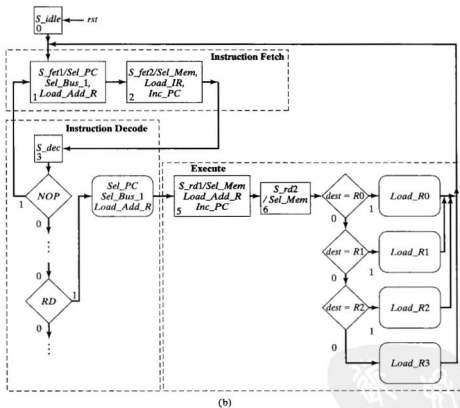 S_idle
0
rst
Instruction Fetch
S_fet1/Sel_PC
Sel_Bus_1,
Load_Add_R
1
S_fet2/Sel_Mem,
Load_IR,
Inc_PC
2
Instruction Decode
S_dec
3
NOP
1
0
RD
1
0
0
Sel_PC
Sel_Bus_1
Load_Add_R
Execute
S_rd1/Sel_Mem
Load_Add_R
Inc_PC
5
S_rd2
/Sel_Mem
6
dest = R0
1
0
Load_R0
dest = R1
1
0
Load_R1
dest = R2
1
0
Load_R2
Load_R3
(b)